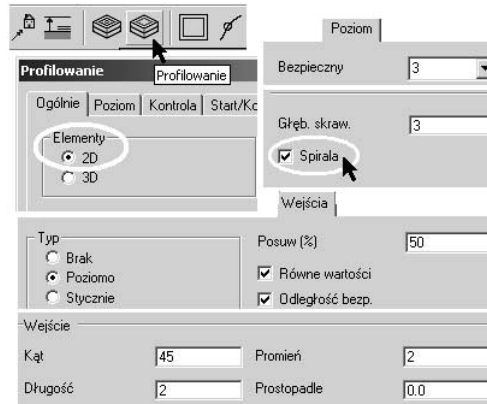 Profilowanie
Profilowanie
Ogólnie Poziom Kontrola Start/Ko
Elementy
2D
3D
Poziom
Bezpieczny 3
Głęb. skraw. 3
Spirala
Wejścia
Typ
Brak
Poziomo
Stycznie
Posuw (%) 50
Równe wartości
Odległość bezp.
Wejście
Kąt 45 Promień 2
Długość 2 Prostopadle 0.0